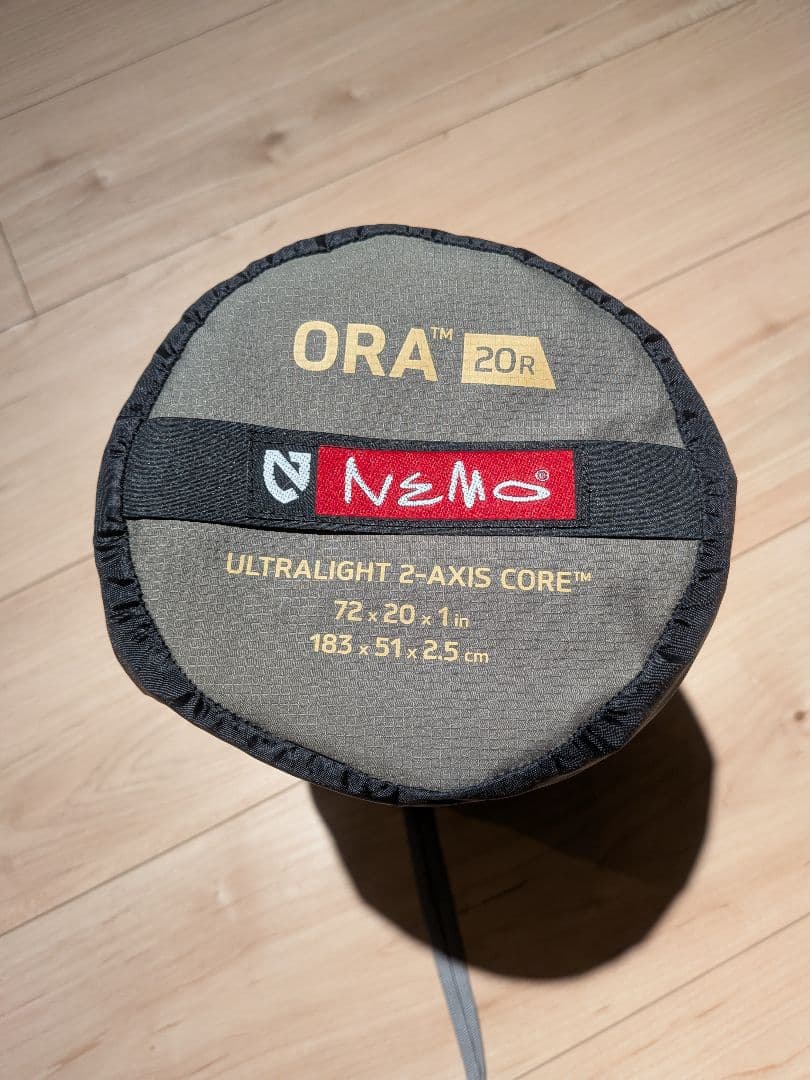 ORA™ 20R
NEMO®
ULTRALIGHT 2-AXIS CORE™
72 x 20 x 1 in
183 x 51 x 2.5 cm